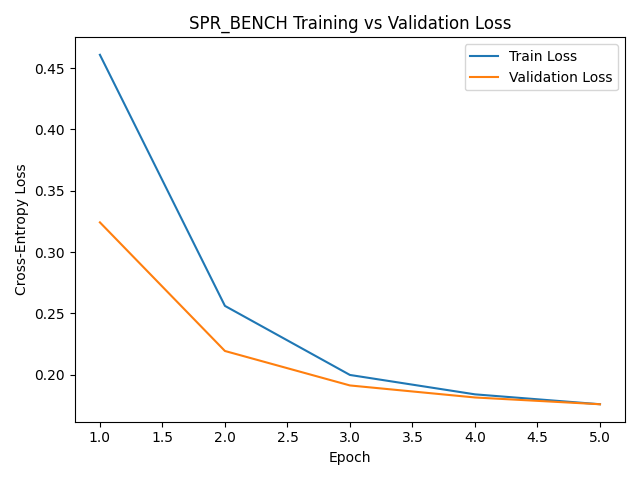 SPR_BENCH Training vs Validation Loss
Train Loss
Validation Loss
Cross-Entropy Loss
0.45
0.40
0.35
0.30
0.25
0.20
1.0 1.5 2.0 2.5 3.0 3.5 4.0 4.5 5.0
Epoch